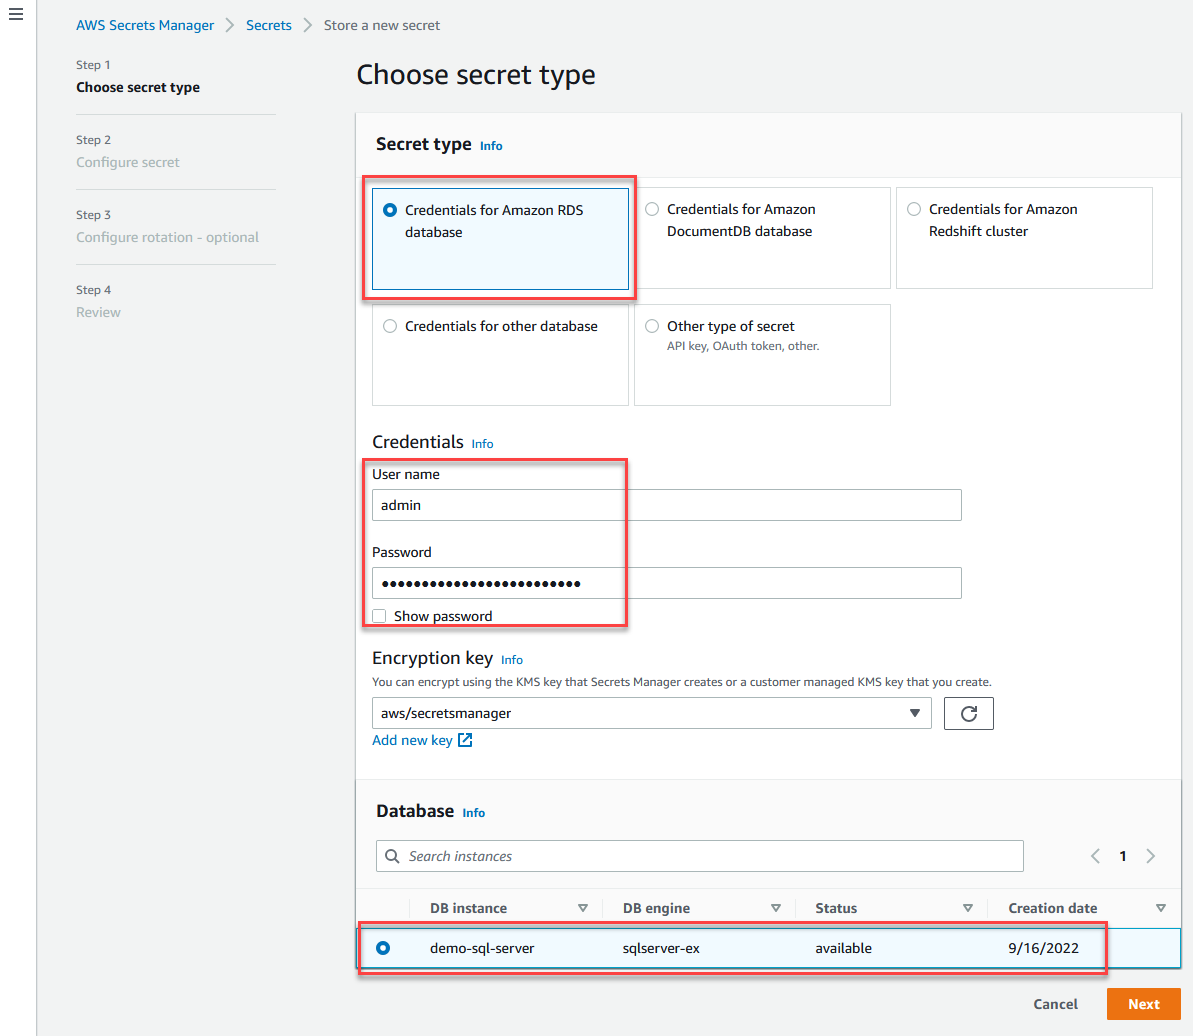 AWS Secrets Manager > Secrets > Store a new secret
Step 1
Choose secret type
Step 2
Configure secret
Step 3
Configure rotation - optional
Step 4
Review
Choose secret type
Secret type Info
Credentials for Amazon RDS
database
Credentials for Amazon
DocumentDB database
Credentials for Amazon
Redshift cluster
Credentials for other database
Other type of secret
API key, OAuth token, other.
Credentials Info
User name
admin
Password
•••••••••••••••••••••••••
Show password
Encryption key Info
You can encrypt using the KMS key that Secrets Manager creates or a customer managed KMS key that you create.
aws/secretsmanager
Add new key
Database Info
Search instances
1
DB instance DB engine Status Creation date
demo-sql-server sqlserver-ex available 9/16/2022
Cancel Next